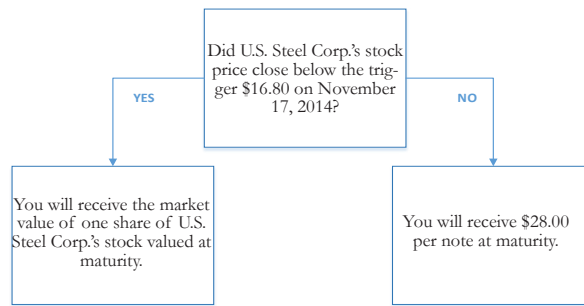 Did U.S. Steel Corp.'s stock
price close below the trig-
ger $16.80 on November
17, 2014?
YES
NO
You will receive the market
value of one share of U.S.
Steel Corp.'s stock valued at
maturity.
You will receive $28.00
per note at maturity.